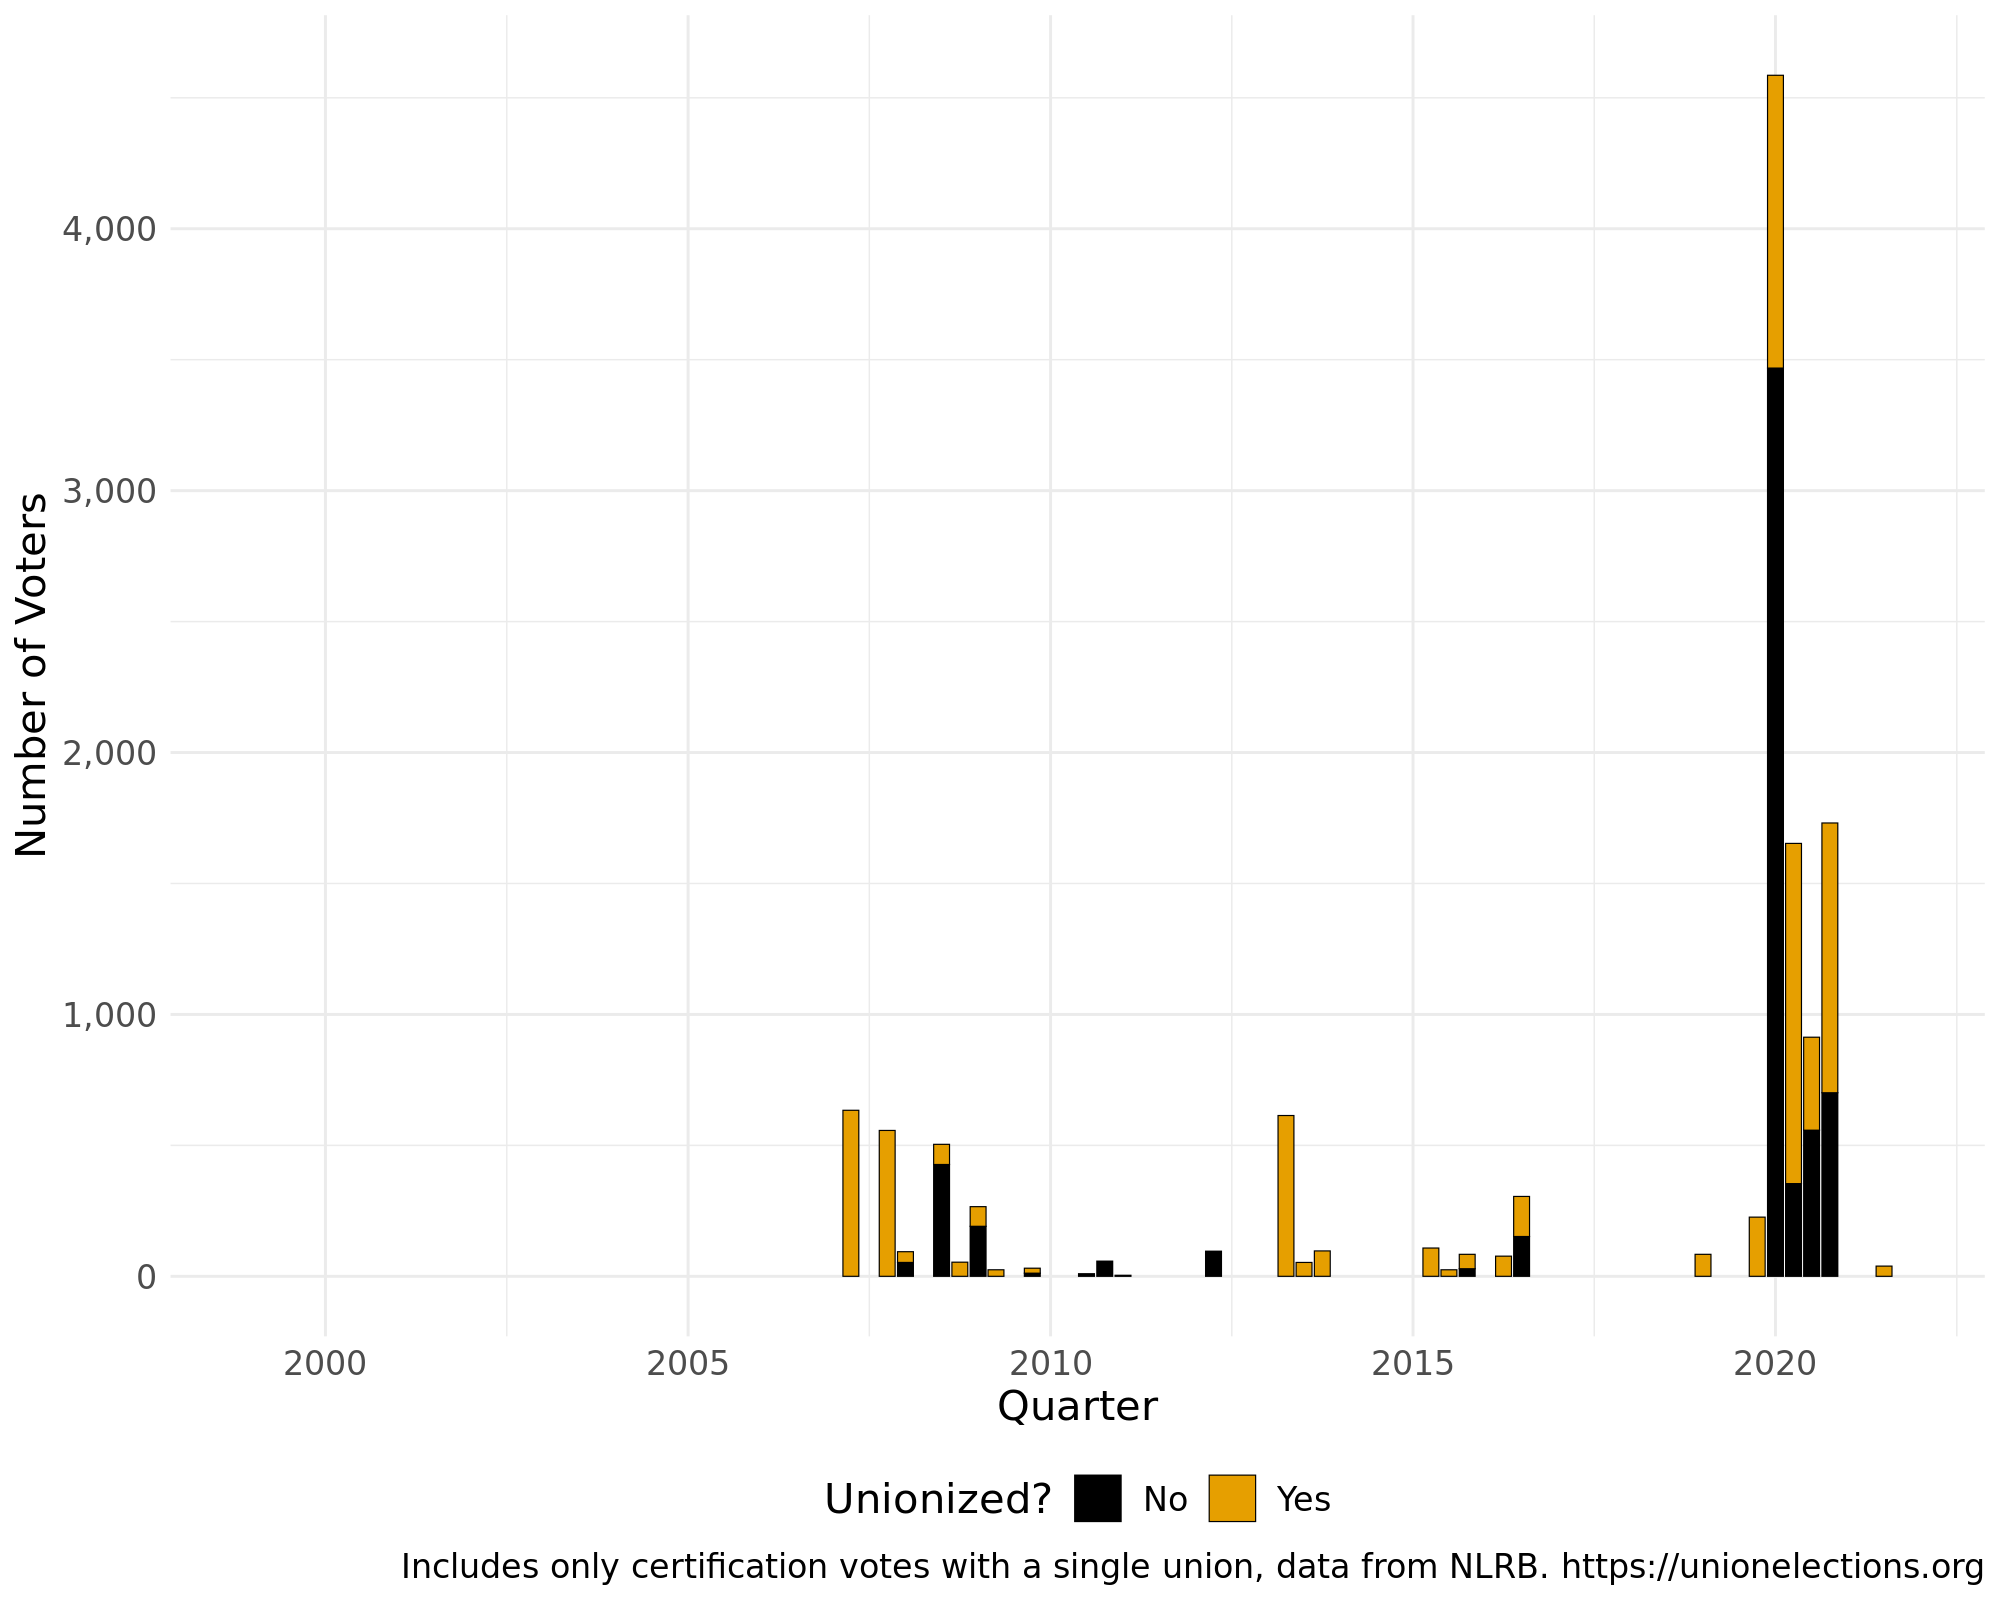 Number of Voters
4,000
3,000
2,000
1,000
0
2000 2005 2010 2015 2020
Quarter
Unionized? No Yes
Includes only certification votes with a single union, data from NLRB. https://unionelections.org